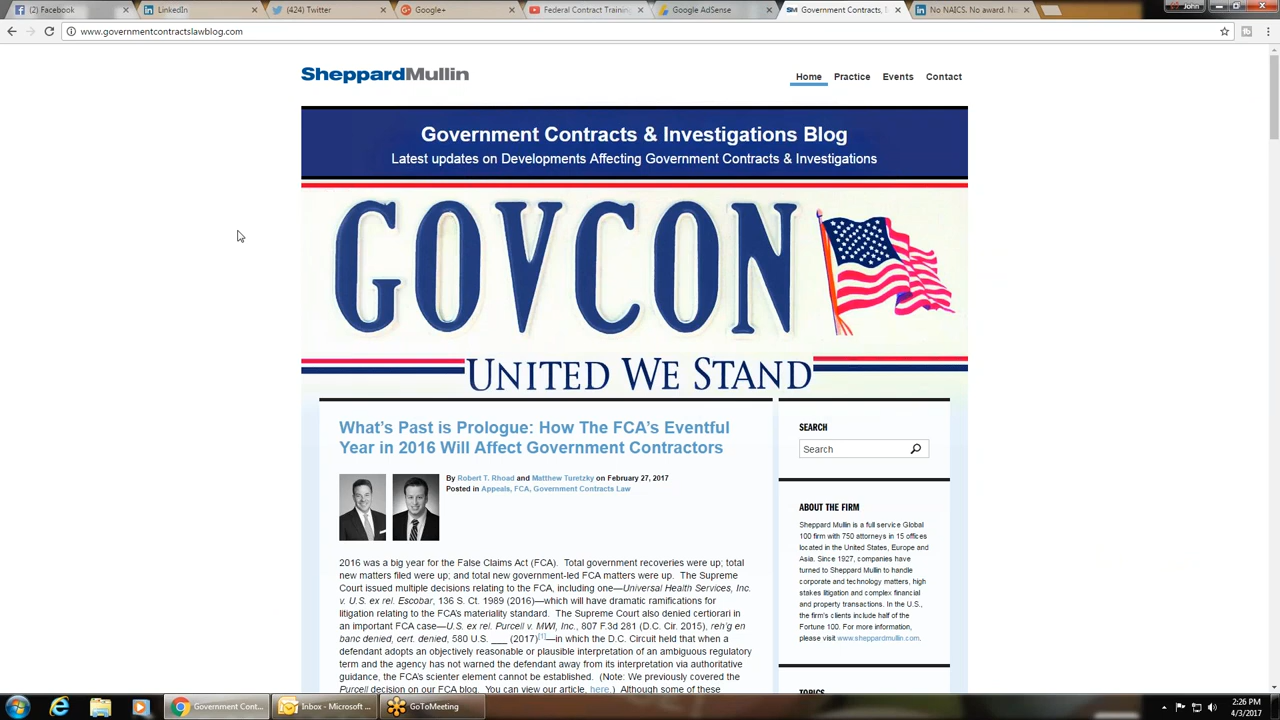 (2) Facebook
LinkedIn
(424) Twitter
Google+
Federal Contract Training
Google AdSense
Government Contracts, I
No NAICS. No award. N
John
www.governmentcontractslawblog.com
SheppardMullin
Home Practice Events Contact
Government Contracts & Investigations Blog
Latest updates on Developments Affecting Government Contracts & Investigations
GOVCON
UNITED WE STAND
What's Past is Prologue: How The FCA's Eventful
Year in 2016 Will Affect Government Contractors
By Robert T. Rhoad and Matthew Turetzky on February 27, 2017
Posted in Appeals, FCA, Government Contracts Law
2016 was a big year for the False Claims Act (FCA). Total government recoveries were up; total
new matters filed were up; and total new government-led FCA matters were up. The Supreme
Court issued multiple decisions relating to the FCA, including one—Universal Health Services, Inc.
v. U.S. ex rel. Escobar, 136 S. Ct. 1989 (2016)—which will have dramatic ramifications for
litigation relating to the FCA's materiality standard. The Supreme Court also denied certiorari in
an important FCA case—U.S. ex rel. Purcell v. MWI, Inc., 807 F.3d 281 (D.C. Cir. 2015), reh'g en
banc denied, cert. denied, 580 U.S. ___ (2017)[1]—in which the D.C. Circuit held that when a
defendant adopts an objectively reasonable or plausible interpretation of an ambiguous regulatory
term and the agency has not warned the defendant away from its interpretation via authoritative
guidance, the FCA's scienter element cannot be established. (Note: We previously covered the
Purcell decision on our FCA blog. You can view our article, here.) Although some of these
SEARCH
Search
ABOUT THE FIRM
Sheppard Mullin is a full service Global
100 firm with 750 attorneys in 15 offices
located in the United States, Europe and
Asia. Since 1927, companies have
turned to Sheppard Mullin to handle
corporate and technology matters, high
stakes litigation and complex financial
and property transactions. In the U.S.,
the firm's clients include half of the
Fortune 100. For more information,
please visit www.sheppardmullin.com.
TOPICS
Government Cont...
Inbox - Microsoft ...
GoToMeeting
2:26 PM
4/3/2017